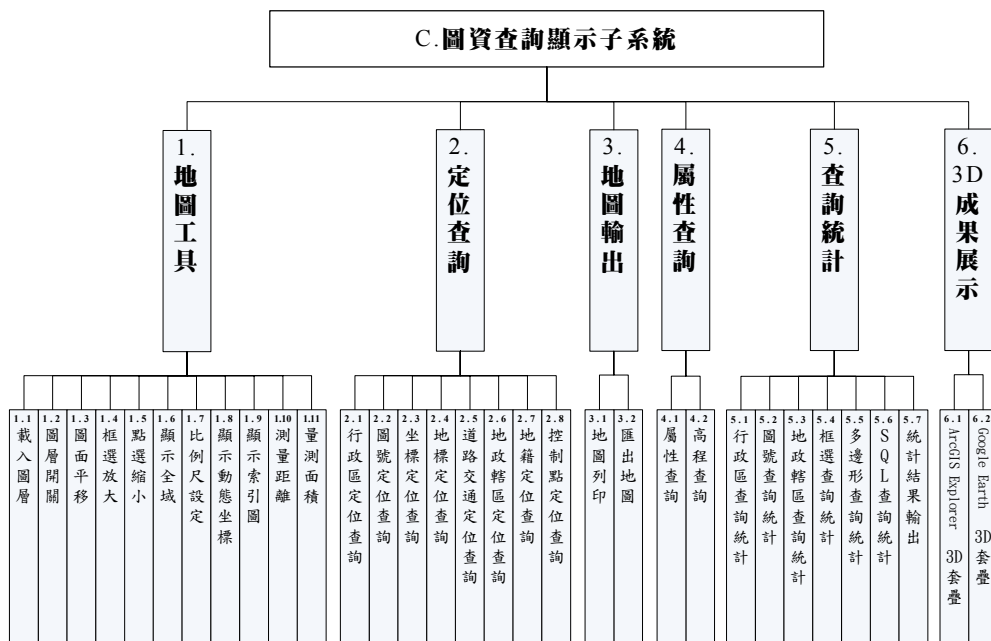 C.圖資查詢顯示子系統
1.地圖工具
2.定位查詢
3.地圖輸出
4.屬性查詢
5.查詢統計
6.3D成果展示
1.1載入圖層
1.2圖層開關
1.3圖面平移
1.4框選放大
1.5點選縮小
1.6顯示全域
1.7比例尺設定
1.8顯示動態坐標
1.9顯示索引圖
1.10測量距離
1.11量測面積
2.1行政區定位查詢
2.2圖號定位查詢
2.3坐標定位查詢
2.4地標定位查詢
2.5道路交通定位查詢
2.6地政轄區定位查詢
2.7地籍定位查詢
2.8控制點定位查詢
3.1地圖列印
3.2匯出地圖
4.1屬性查詢
4.2高程查詢
5.1行政區查詢統計
5.2圖號查詢統計
5.3地政轄區查詢統計
5.4框選查詢統計
5.5多邊形查詢統計
5.6SQL查詢統計
5.7統計結果輸出
6.1ArcGIS Explorer 3D套疊
6.2Google Earth 3D套疊